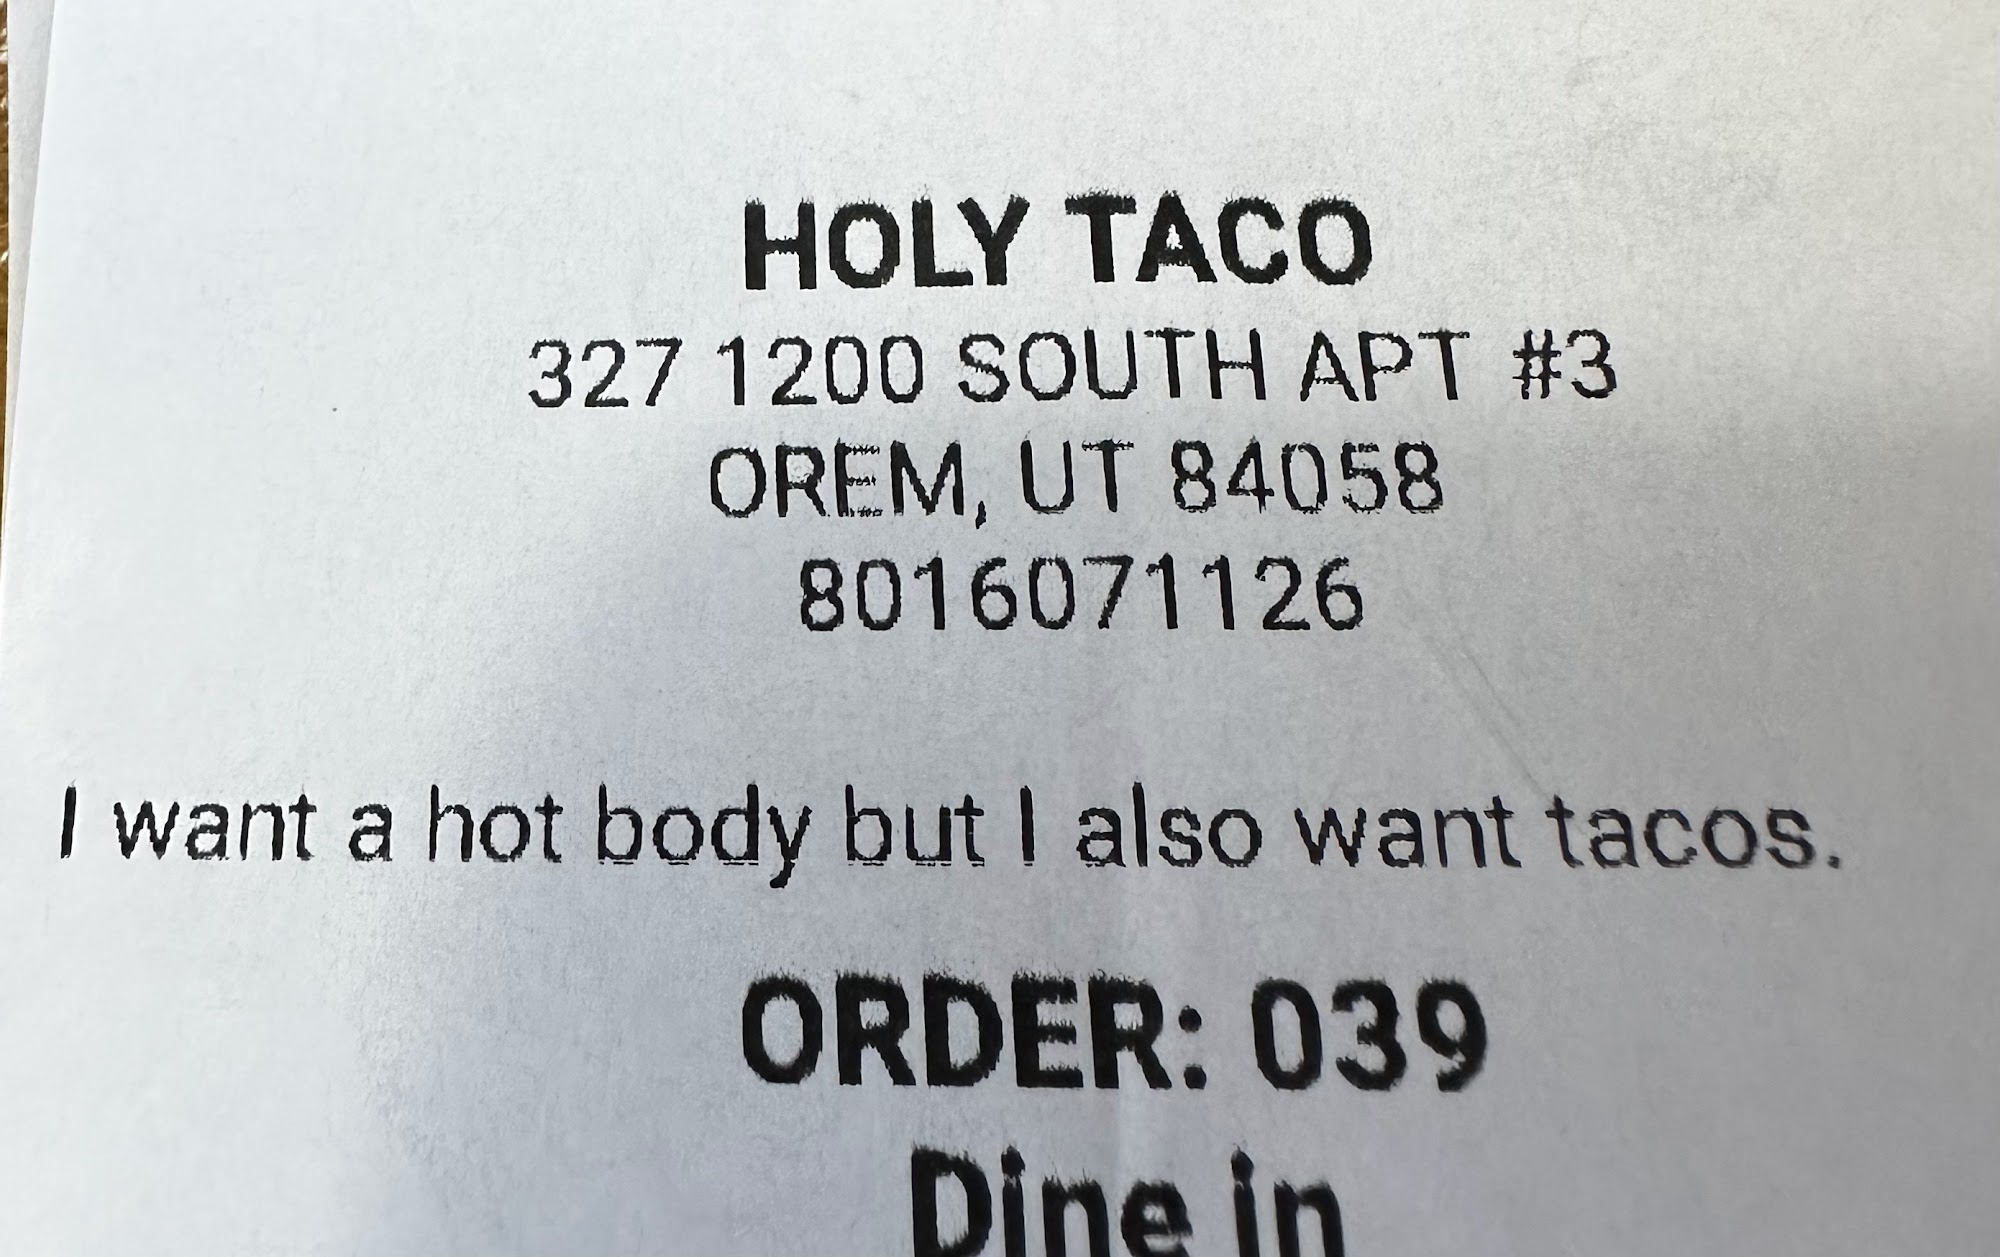 HOLY TACO
327 1200 SOUTH APT #3
OREM, UT 84058
8016071126
I want a hot body but I also want tacos.
ORDER: 039
Dine in